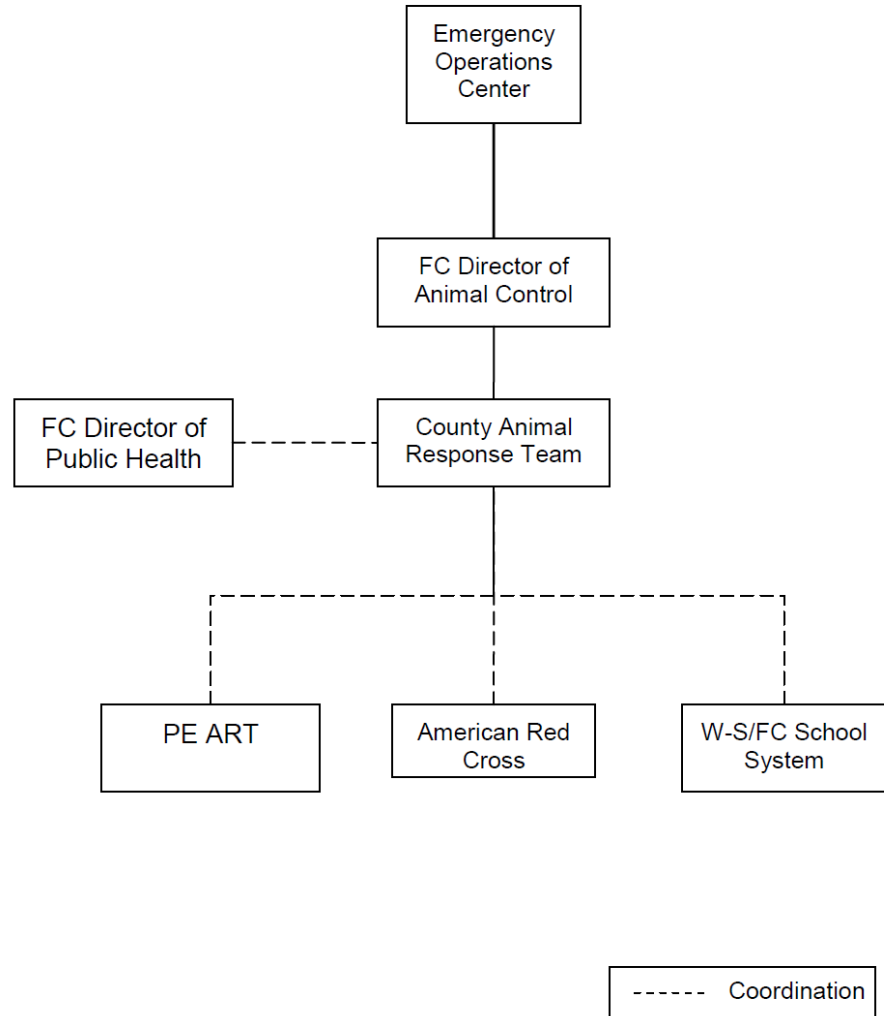 Emergency
Operations
Center
FC Director of
Animal Control
FC Director of
Public Health
County Animal
Response Team
PE ART
American Red
Cross
W-S/FC School
System
Coordination